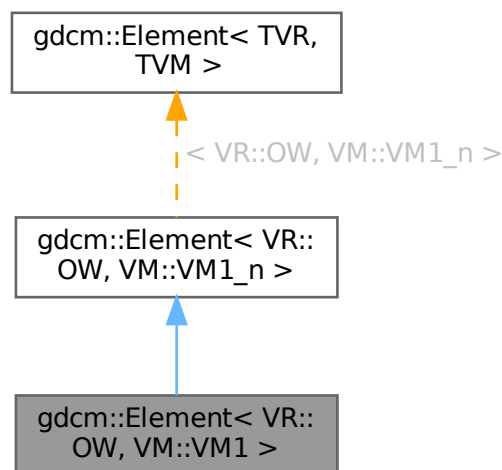 gdcm::Element< TVR,
TVM >
< VR::OW, VM::VM1_n >
gdcm::Element< VR::
OW, VM::VM1_n >
gdcm::Element< VR::
OW, VM::VM1 >